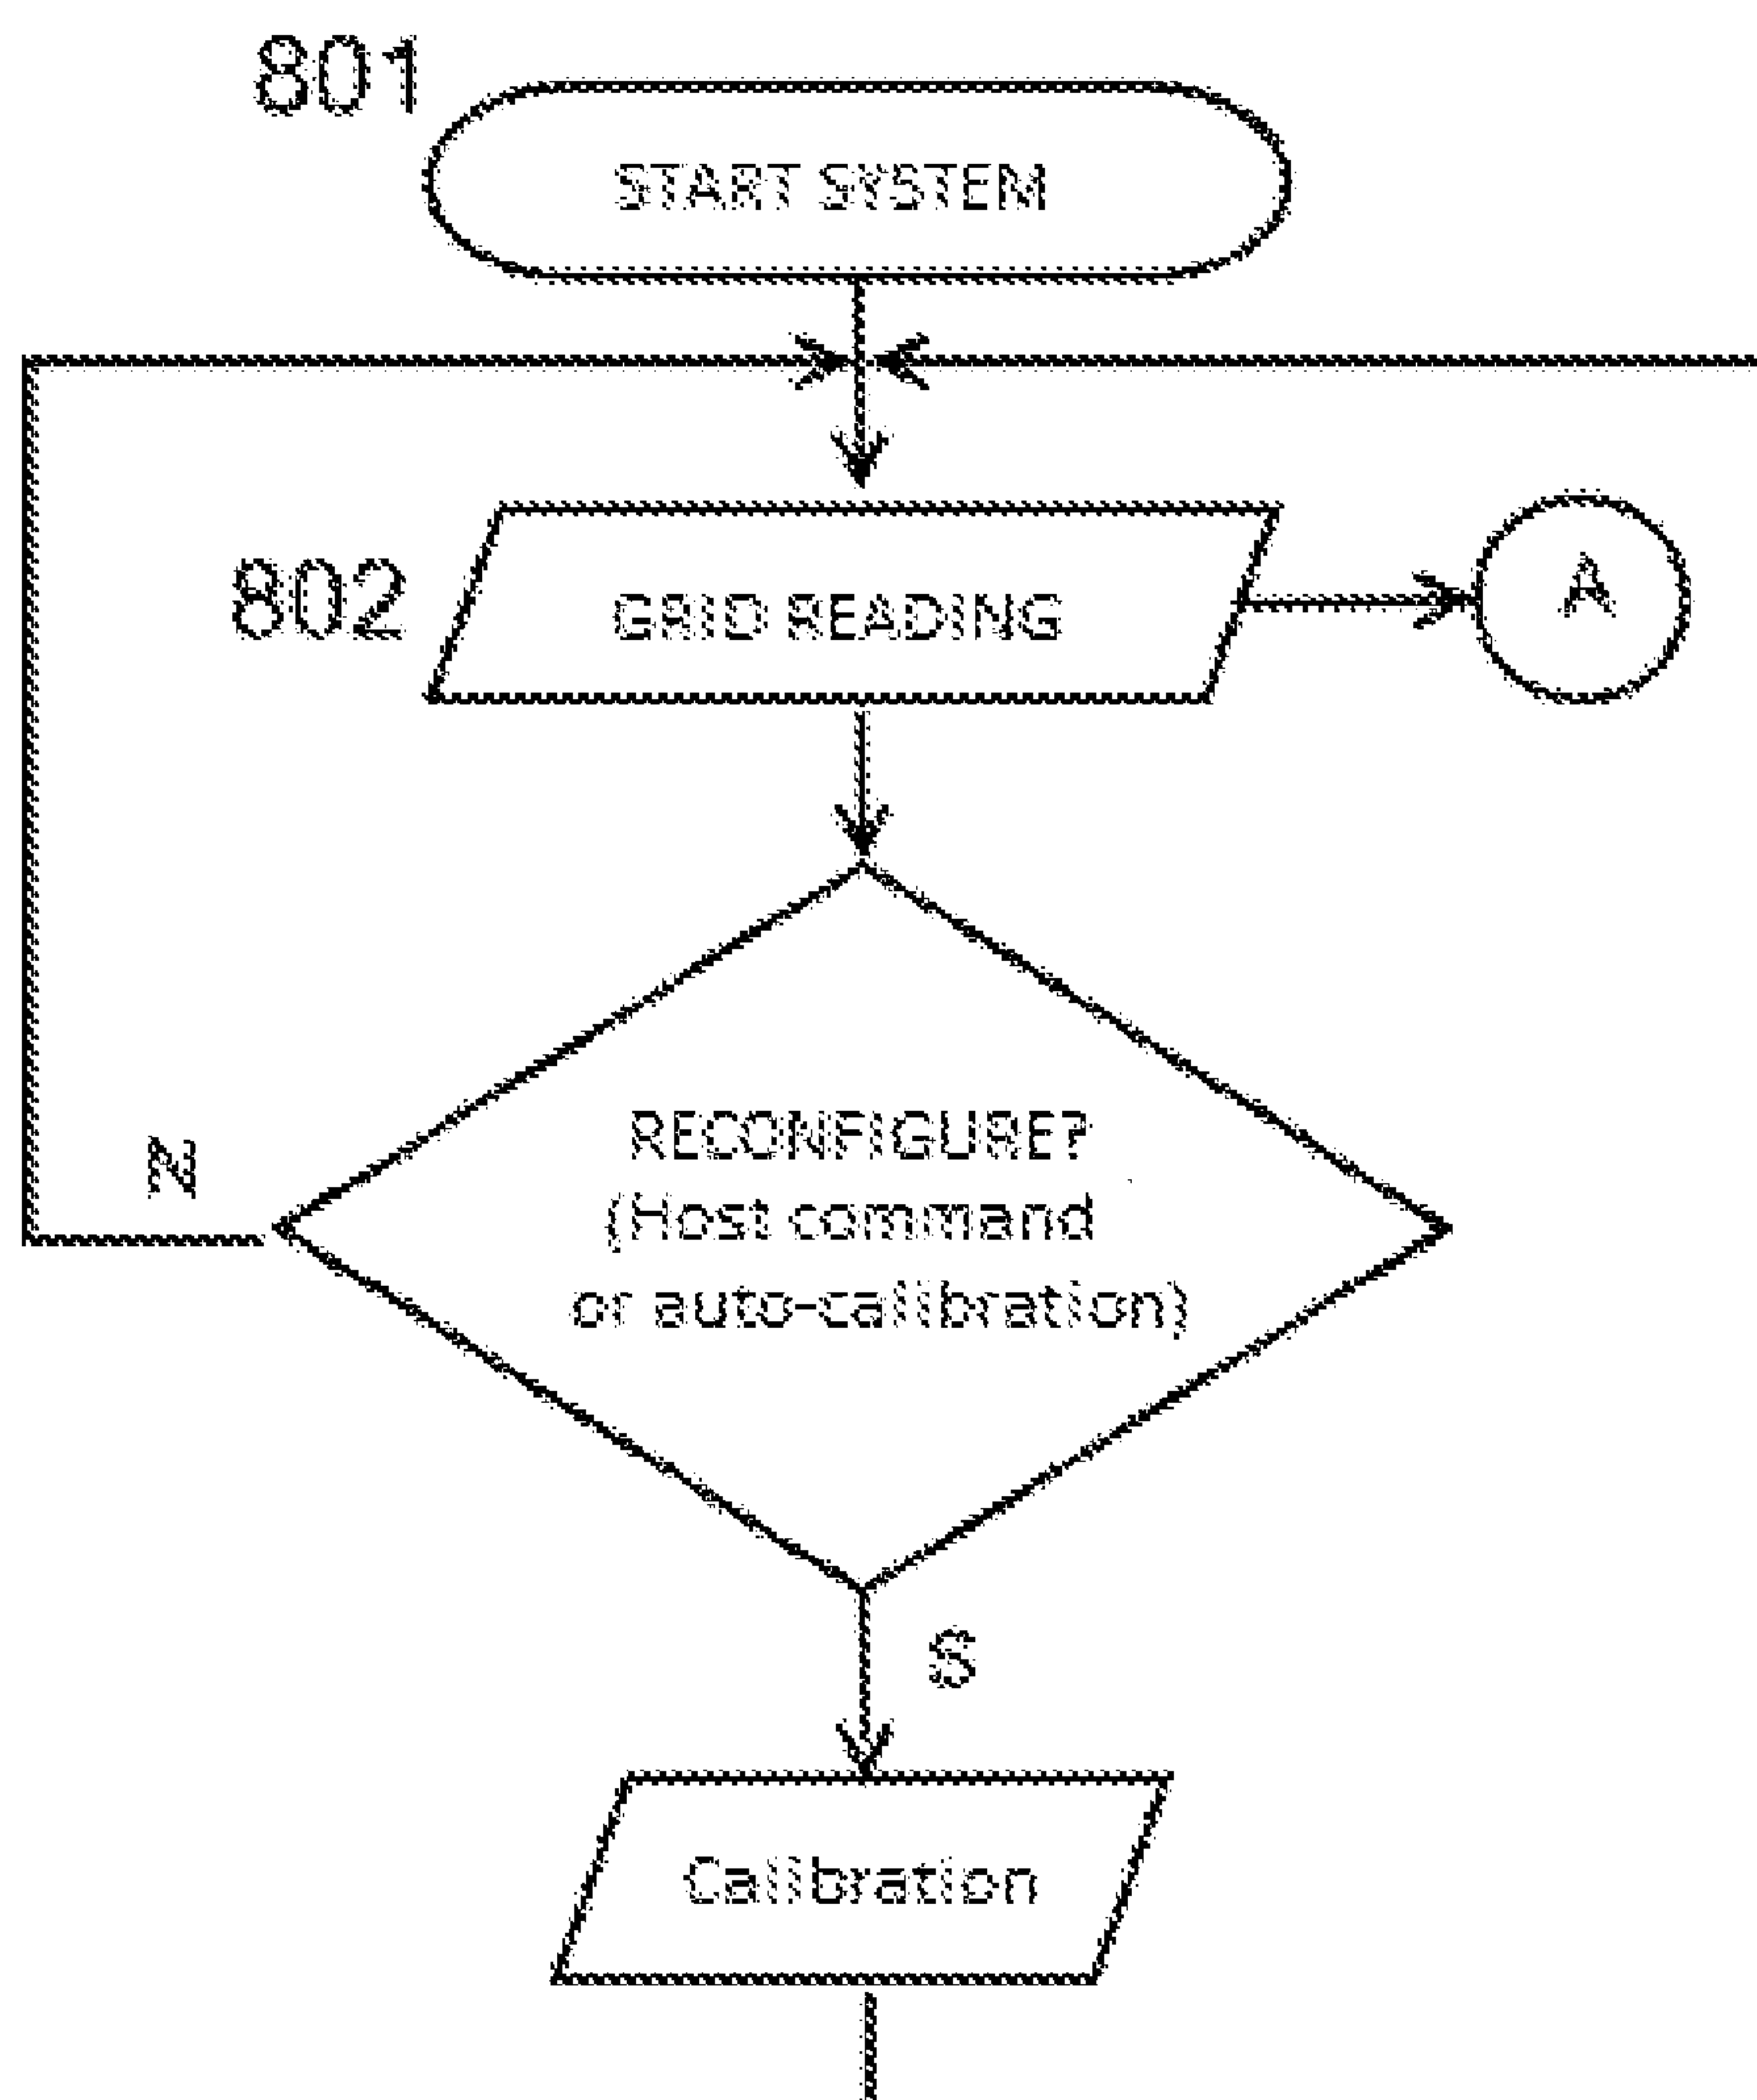 801
START SYSTEM
802
GRID READING
A
RECONFIGURE?
N
(Host command
or auto-calibration)
S
Calibration